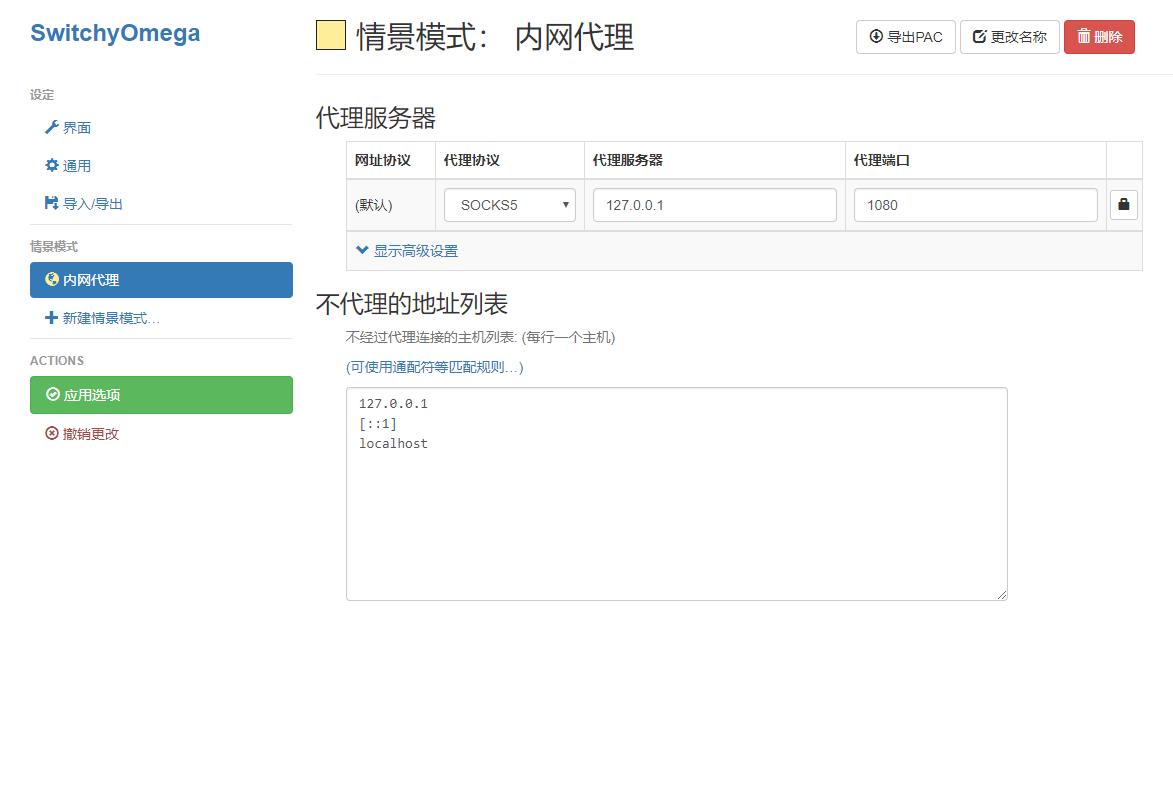 SwitchyOmega
设定
界面
通用
导入/导出
情景模式
内网代理
新建情景模式…
ACTIONS
应用选项
撤销更改
情景模式： 内网代理
导出PAC
更改名称
删除
代理服务器
网址协议 代理协议 代理服务器 代理端口
(默认) SOCKS5 127.0.0.1 1080
显示高级设置
不代理的地址列表
不经过代理连接的主机列表: (每行一个主机)
(可使用通配符等匹配规则…)
127.0.0.1
[::1]
localhost